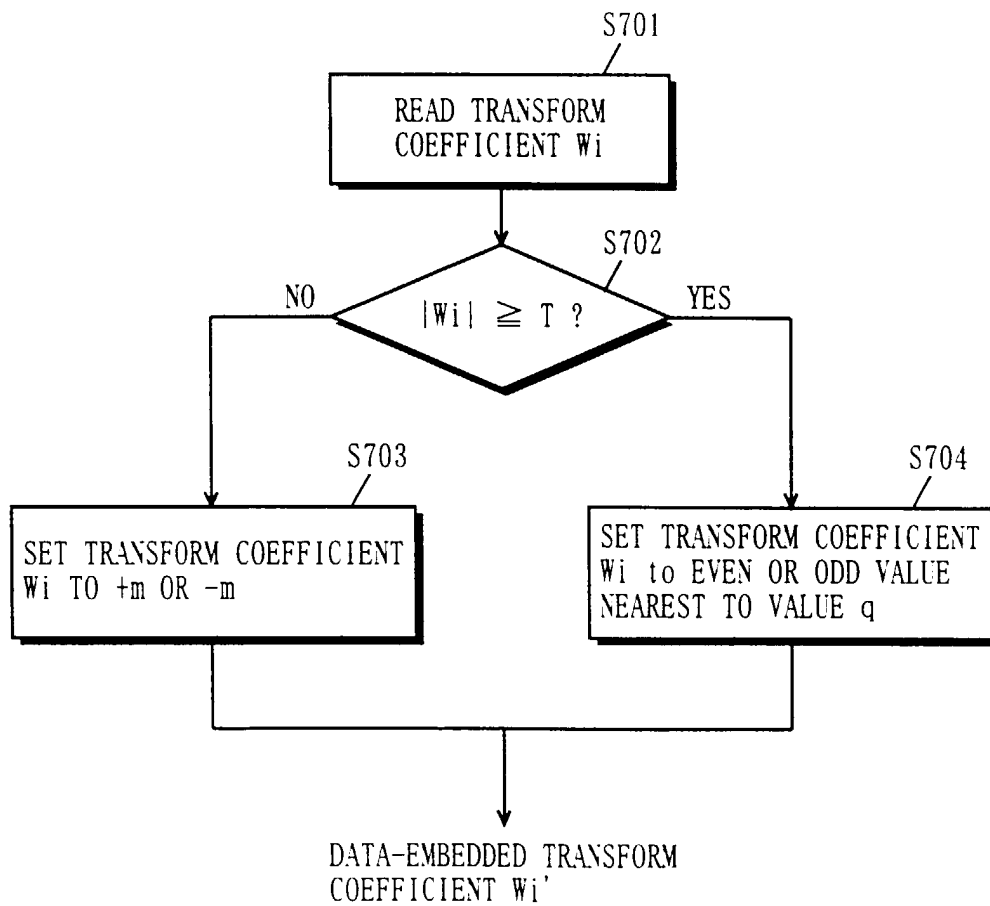 S701
READ TRANSFORM
COEFFICIENT Wi
S702
NO
|Wi| ≧ T ?
YES
S703
SET TRANSFORM COEFFICIENT
Wi TO +m OR -m
S704
SET TRANSFORM COEFFICIENT
Wi to EVEN OR ODD VALUE
NEAREST TO VALUE q
DATA-EMBEDDED TRANSFORM
COEFFICIENT Wi'